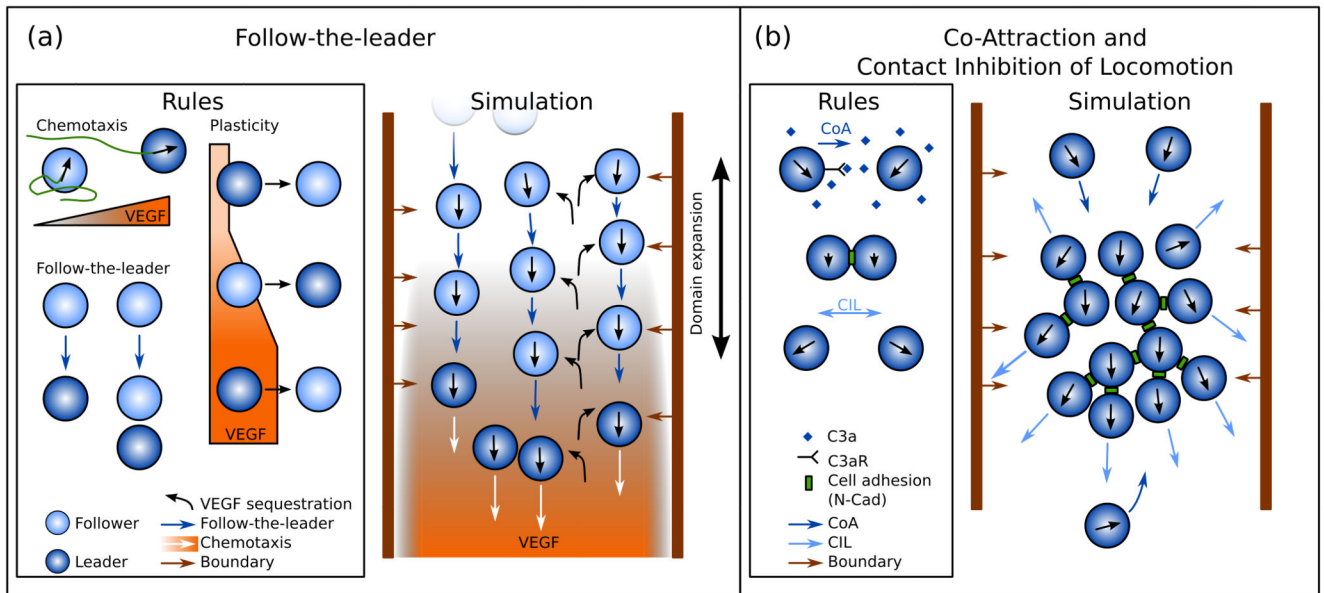 (a)
Follow-the-leader
Rules
Chemotaxis
VEGF
Plasticity
Follow-the-leader
VEGF
VEGF sequestration
Follower
Follow-the-leader
Chemotaxis
Leader
Boundary
Simulation
VEGF
Domain expansion
(b)
Co-Attraction and
Contact Inhibition of Locomotion
Rules
CoA
CIL
C3a
C3aR
Cell adhesion
(N-Cad)
CoA
CIL
Boundary
Simulation